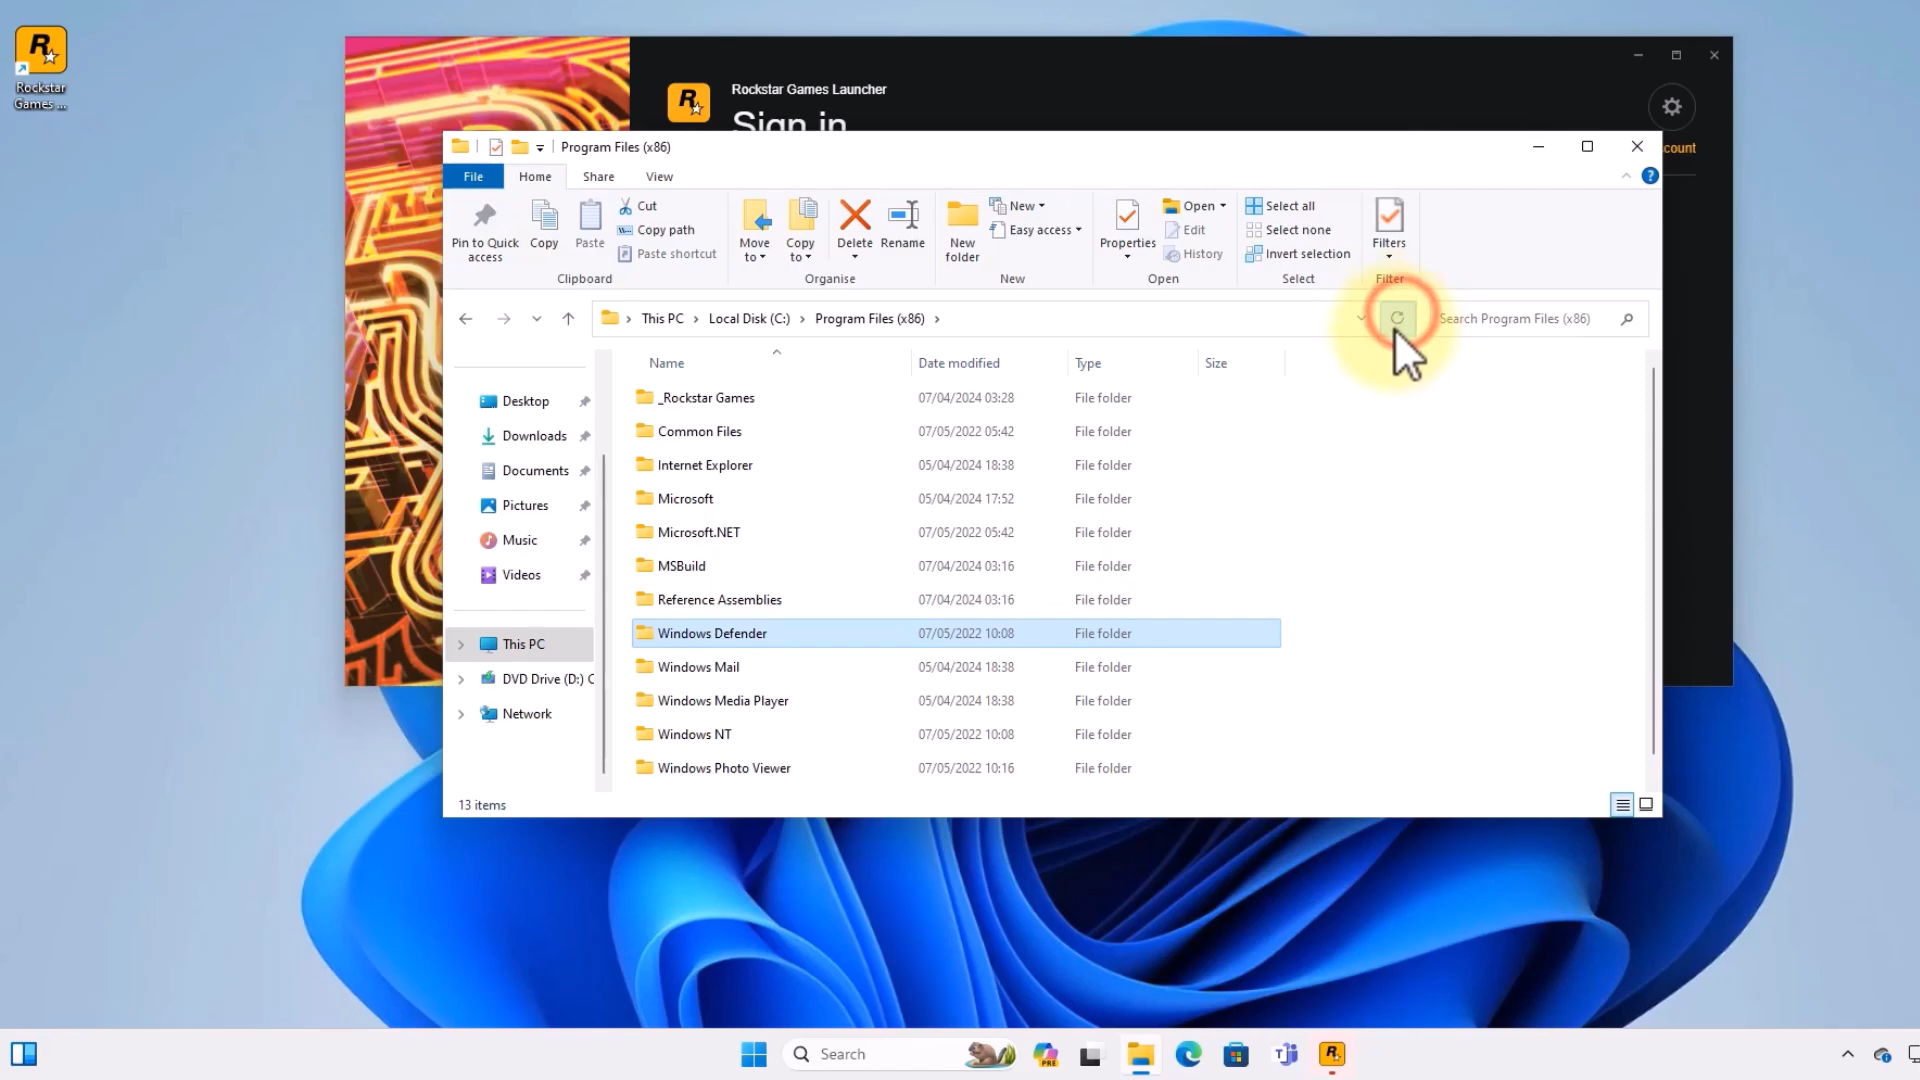 Rockstar
Games ...
Rockstar Games Launcher
Sign in
count
Program Files (x86)
File
Home
Share
View
Pin to Quick
access
Copy
Paste
Cut
Copy path
Paste shortcut
Clipboard
Move
to
Copy
to
Delete
Rename
Organise
New
folder
New
Easy access
New
Properties
Open
Edit
History
Open
Select all
Select none
Invert selection
Select
Filters
Filter
This PC
Local Disk (C:)
Program Files (x86)
Search Program Files (x86)
Name
Date modified
Type
Size
Desktop
Downloads
Documents
Pictures
Music
Videos
This PC
DVD Drive (D:) C
Network
_Rockstar Games 07/04/2024 03:28 File folder
Common Files 07/05/2022 05:42 File folder
Internet Explorer 05/04/2024 18:38 File folder
Microsoft 05/04/2024 17:52 File folder
Microsoft.NET 07/05/2022 05:42 File folder
MSBuild 07/04/2024 03:16 File folder
Reference Assemblies 07/04/2024 03:16 File folder
Windows Defender 07/05/2022 10:08 File folder
Windows Mail 05/04/2024 18:38 File folder
Windows Media Player 05/04/2024 18:38 File folder
Windows NT 07/05/2022 10:08 File folder
Windows Photo Viewer 07/05/2022 10:16 File folder
13 items
Search
PRE